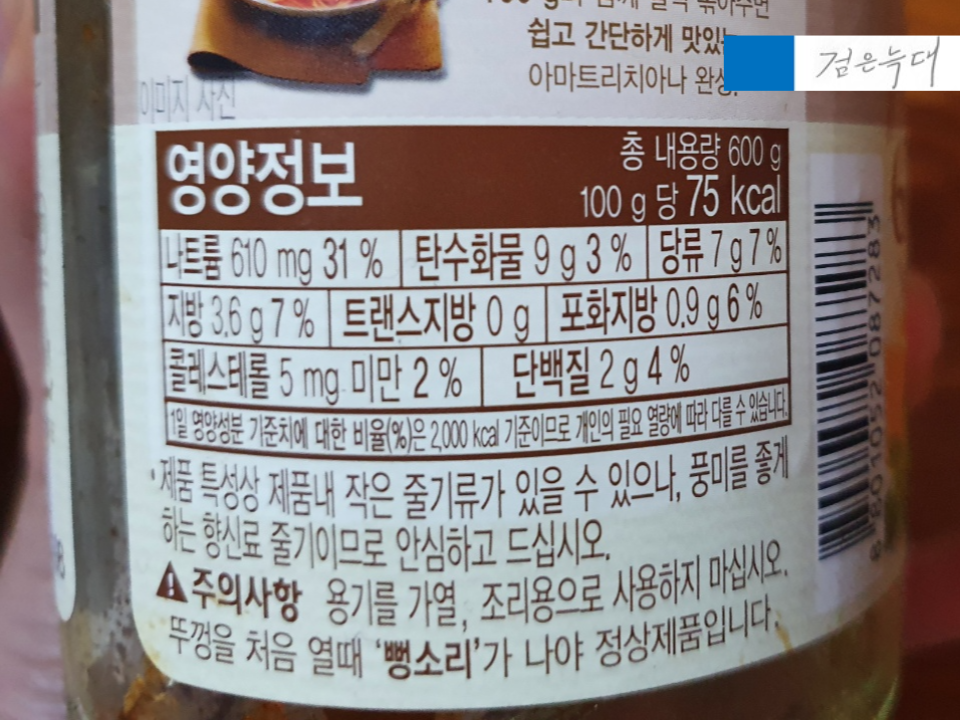 쉽고 간단하게
아마트리치아나
검은늑대
이미지 사진
영양정보
총 내용량 600 g
100 g 당 75 kcal
나트륨 610 mg 31 % 탄수화물 9 g 3 % 당류 7 g 7 %
지방 3.6 g 7 % 트랜스지방 0 g 포화지방 0.9 g 6 %
콜레스테롤 5 mg 미만 2 % 단백질 2 g 4 %
1일 영양성분 기준치에 대한 비율(%)은 2,000 kcal 기준이므로 개인의 필요 열량에 따라 다를 수 있습니다.
·제품 특성상 제품내 작은 줄기류가 있을 수 있으나, 풍미를 좋게
하는 향신료 줄기이므로 안심하고 드십시오.
주의사항 용기를 가열, 조리용으로 사용하지 마십시오.
뚜껑을 처음 열때 '뻥소리'가 나야 정상제품입니다.
8 801052 087283